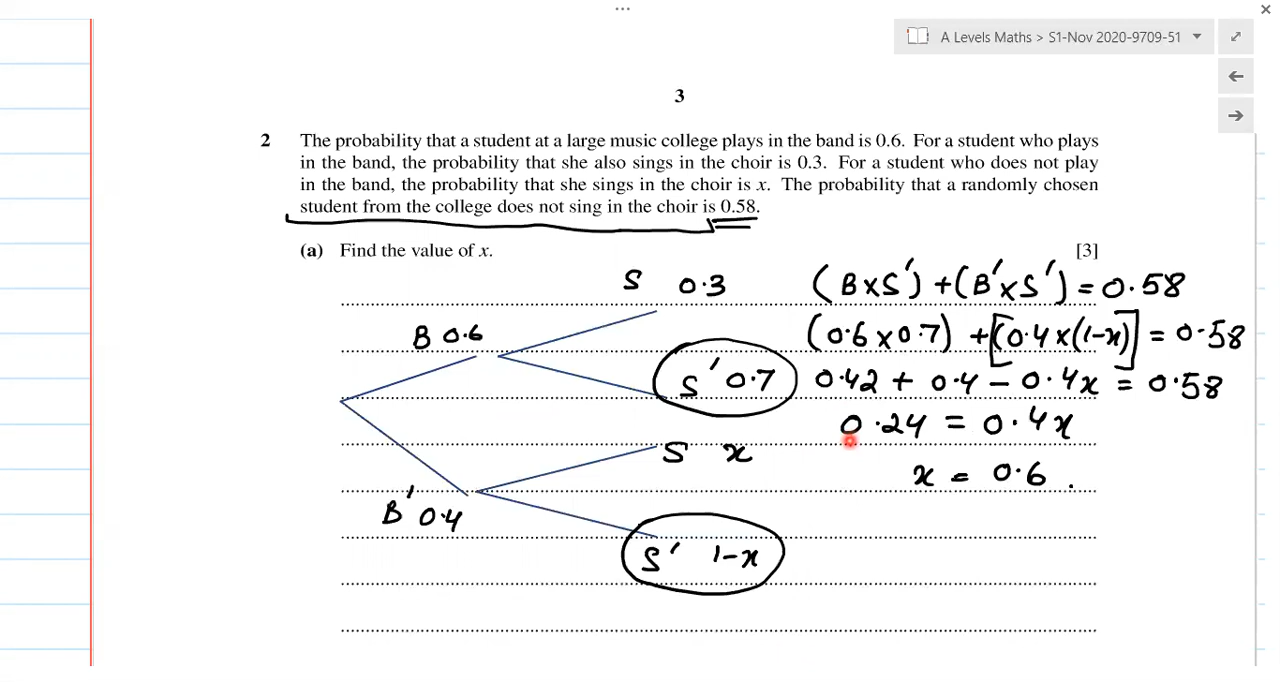 A Levels Maths > S1-Nov 2020-9709-51
3
2 The probability that a student at a large music college plays in the band is 0.6. For a student who plays
in the band, the probability that she also sings in the choir is 0.3. For a student who does not play
in the band, the probability that she sings in the choir is x. The probability that a randomly chosen
student from the college does not sing in the choir is 0.58.
(a) Find the value of x. [3]
S 0.3
(B×S′)+(B′×S′)=0.58
B 0.6
(0.6×0.7)+[0.4×(1-x)]=0.58
S′ 0.7
0.42+0.4-0.4x=0.58
0.24=0.4x
S x
x=0.6.
B′ 0.4
S′ 1-x